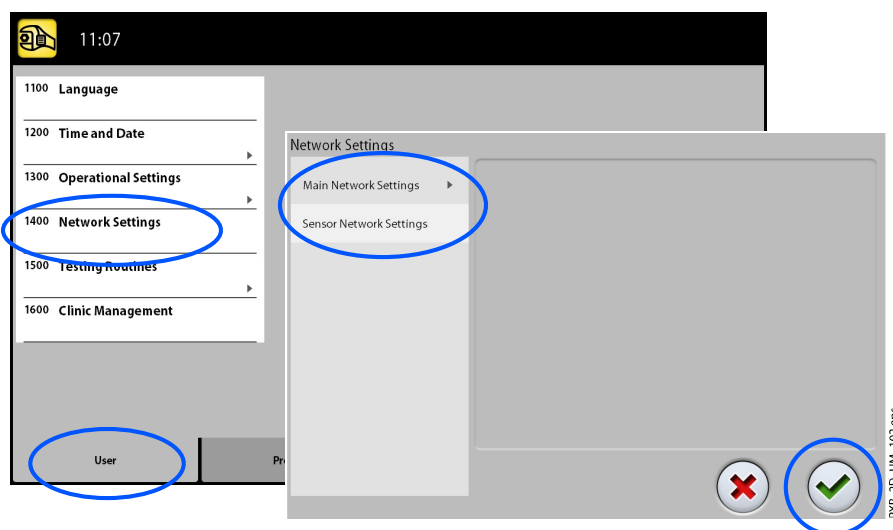 11:07
1100 Language
1200 Time and Date
1300 Operational Settings
1400 Network Settings
1500 Testing Routines
1600 Clinic Management
User
Network Settings
Main Network Settings
Sensor Network Settings